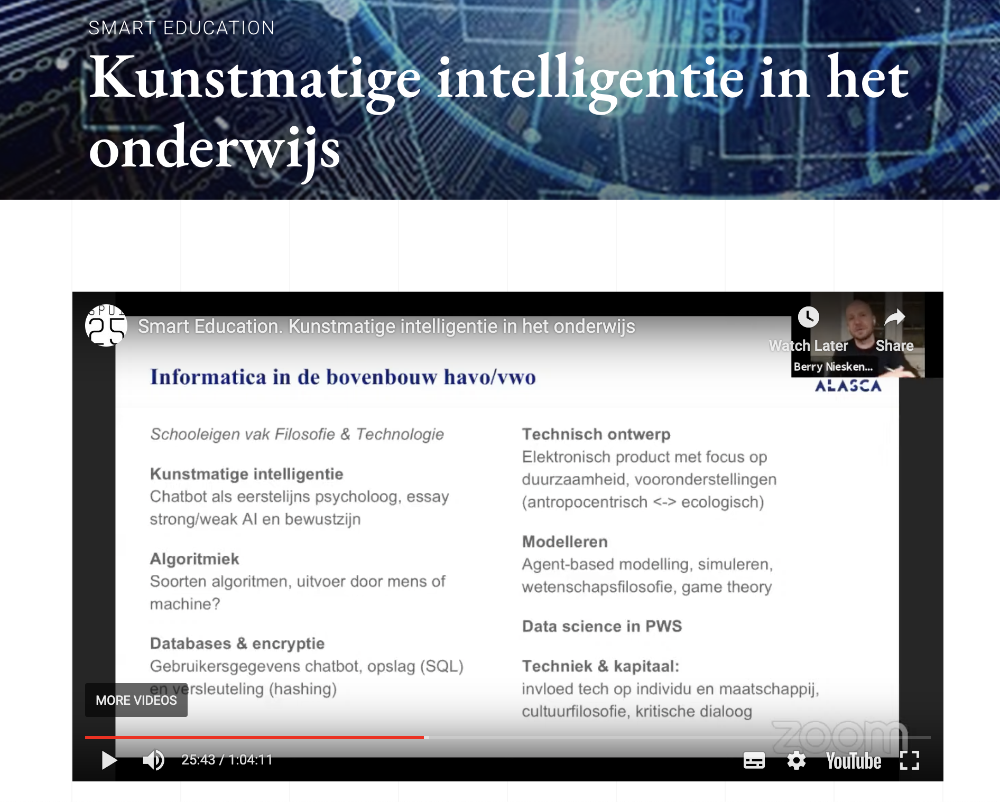 SMART EDUCATION
Kunstmatige intelligentie in het
onderwijs
SPUI
25
Smart Education. Kunstmatige intelligentie in het onderwijs
Watch Later
Share
Berry Niesken...
ALASCA
Informatica in de bovenbouw havo/vwo
Schooleigen vak Filosofie & Technologie
Kunstmatige intelligentie
Chatbot als eerstelijns psycholoog, essay
strong/weak AI en bewustzijn
Algoritmiek
Soorten algoritmen, uitvoer door mens of
machine?
Databases & encryptie
Gebruikersgegevens chatbot, opslag (SQL)
en versleuteling (hashing)
Technisch ontwerp
Elektronisch product met focus op
duurzaamheid, vooronderstellingen
(antropocentrisch <-> ecologisch)
Modelleren
Agent-based modelling, simuleren,
wetenschapsfilosofie, game theory
Data science in PWS
Techniek & kapitaal:
invloed tech op individu en maatschappij,
cultuurfilosofie, kritische dialoog
MORE VIDEOS
zoom
25:43 / 1:04:11
YouTube